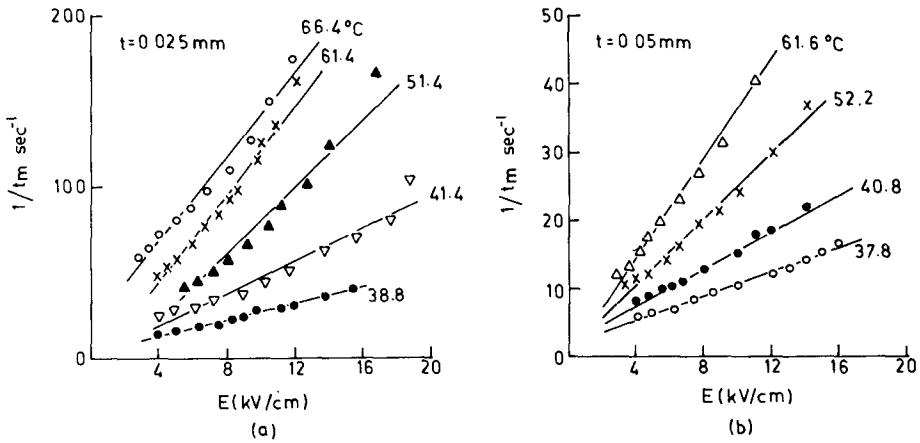 200
t=0.025mm
66.4°C
61.4
51.4
100
1/tm sec⁻¹
41.4
38.8
0
0 4 8 12 16 20
E(kV/cm)
(a)
50
t=0.05mm
61.6°C
40
52.2
30
1/tm sec⁻¹
40.8
20
37.8
10
0
0 4 8 12 16 20
E(kV/cm)
(b)